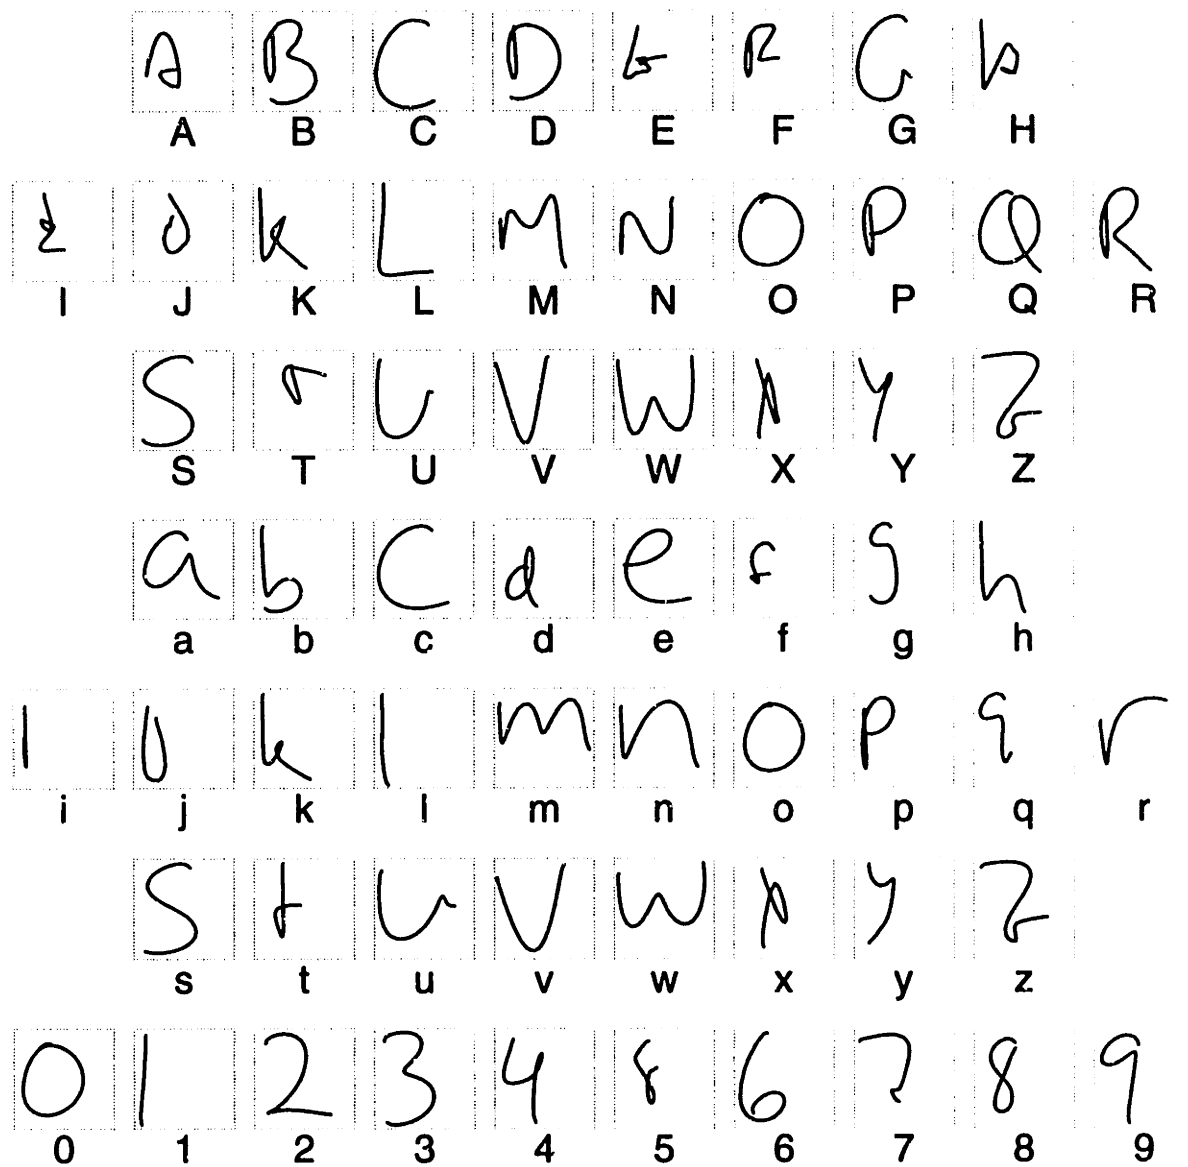 A B C D E F G H
I J K L M N O P Q R
S T U V W X Y Z
a b c d e f g h
i j k l m n o p q r
s t u v w x y z
0 1 2 3 4 5 6 7 8 9